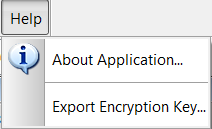 Help
About Application...
Export Encryption Key...